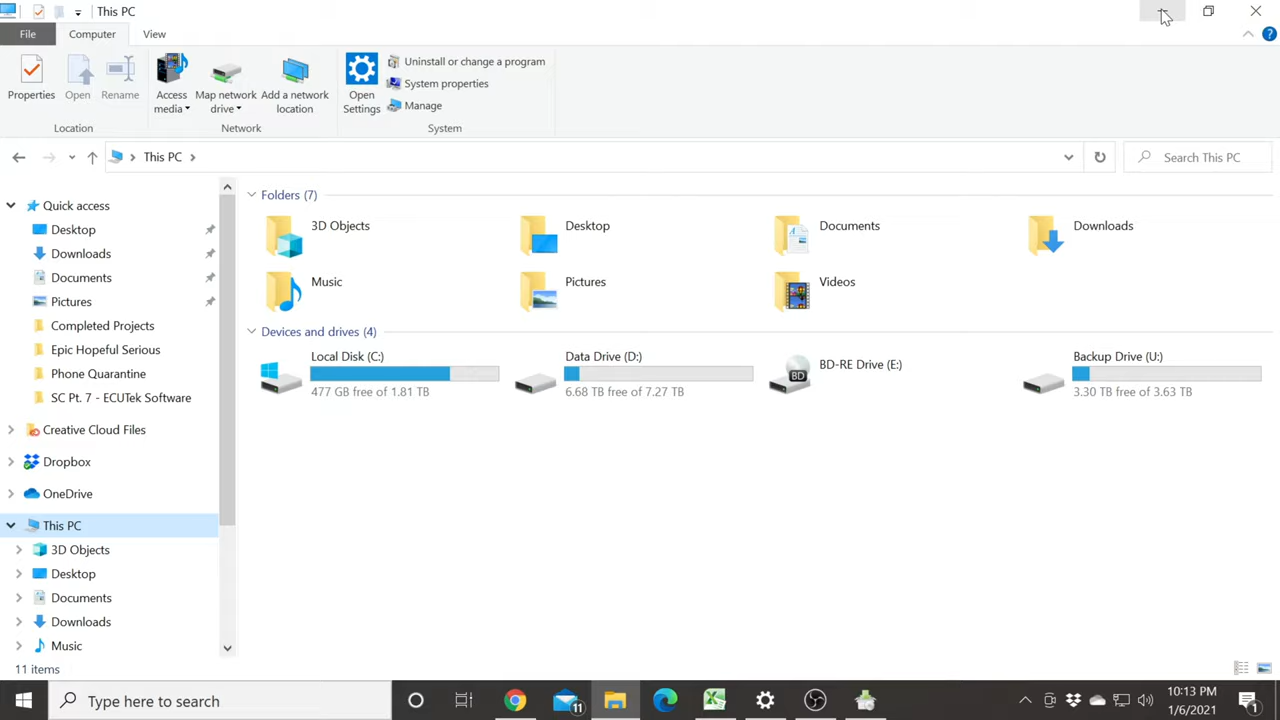 This PC
File
Computer
View
Properties
Open
Rename
Location
Access media
Map network drive
Add a network location
Network
Open Settings
Uninstall or change a program
System properties
Manage
System
This PC
Search This PC
Quick access
Desktop
Downloads
Documents
Pictures
Completed Projects
Epic Hopeful Serious
Phone Quarantine
SC Pt. 7 - ECUTek Software
Creative Cloud Files
Dropbox
OneDrive
This PC
3D Objects
Desktop
Documents
Downloads
Music
Folders (7)
3D Objects
Desktop
Documents
Downloads
Music
Pictures
Videos
Devices and drives (4)
Local Disk (C:)
477 GB free of 1.81 TB
Data Drive (D:)
6.68 TB free of 7.27 TB
BD-RE Drive (E:)
BD
Backup Drive (U:)
3.30 TB free of 3.63 TB
11 items
Type here to search
11
10:13 PM
1/6/2021
1